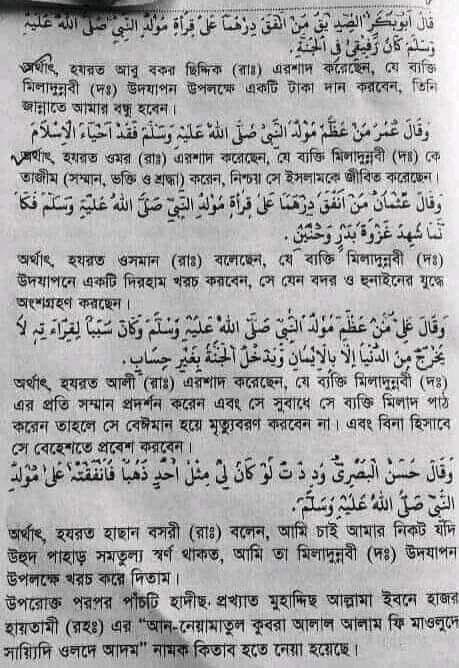 قَالَ أَبُوبَكَرٍ الصِّدِّيْقُ مَنْ اَنْفَقَ دِرْهَمًا عَلٰى قِرَأةِ مَوْلِدِ النَّبِىِّ صَلَّى اللهُ عَلَيْهِ
وَسَلَّمَ كَانَ رَفِيْقِىْ فِى الْجَنَّةِ.
অর্থাৎ, হযরত আবু বকর ছিদ্দিক (রাঃ) এরশাদ করেছেন, যে ব্যক্তি
মিলাদুন্নবী (দঃ) উদযাপন উপলক্ষে একটি টাকা দান করবেন, তিনি
জান্নাতে আমার বন্ধু হবেন।
وَقَالَ عُمَرُ مَنْ عَظَّمَ مَوْلِدَ النَّبِىِّ صَلَّى اللهُ عَلَيْهِ وَسَلَّمَ فَقَدْ اَحْيَاءَ الْاِسْلَامَ
অর্থাৎ, হযরত ওমর (রাঃ) এরশাদ করেছেন, যে ব্যক্তি মিলাদুন্নবী (দঃ) কে
তাজীম (সম্মান, ভক্তি ও শ্রদ্ধা) করেন, নিশ্চয় সে ইসলামকে জীবিত করেছেন।
وَقَالَ عُثْمَانُ مَنْ اَنْفَقَ دِرْهَمًا عَلٰى قِرْأةِ مَوْلِدِ النَّبِىِّ صَلَّى اللهُ عَلَيْهِ وَسَلَّمَ فَكَأَ
نَّمَا شَهِدَ غَزْوَةَ بَدْرٍ وَحُنَيْنٍ.
অর্থাৎ, হযরত ওসমান (রাঃ) বলেছেন, যে ব্যক্তি মিলাদুন্নবী (দঃ)
উদযাপনে একটি দিরহাম খরচ করবেন, সে যেন বদর ও হুনাইনের যুদ্ধে
অংশগ্রহণ করছেন।
وَقَالَ عَلِىٌّ مَنْ عَظَّمَ مَوْلِدَ النَّبِىِّ صَلَّى اللهُ عَلَيْهِ وَسَلَّمَ وَكَانَ سَبَبًا لِقِرَاءَ تِهِ لَا
يَخْرُجُ مِنَ الدُّنْيَا اِلَّا بِالْاِيْمَانِ وَيَدْخُلُ الْجَنَّةَ بِغَيْرِ حِسَابٍ.
অর্থাৎ, হযরত আলী (রাঃ) এরশাদ করেছেন, যে ব্যক্তি মিলাদুন্নবী (দঃ)
এর প্রতি সম্মান প্রদর্শন করেন এবং সে সুবাধে সে ব্যক্তি মিলাদ পাঠ
করেন তাহলে সে বেঈমান হয়ে মৃত্যুবরণ করবেন না। এবং বিনা হিসাবে
সে বেহেশতে প্রবেশ করবেন।
وَقَالَ حَسَنُ الْبَصْرِىُّ وَدِدْتُ لَوْ كَانَ لِىْ مِثْلُ اُحُدٍ ذَهَبًا فَانْفَقْتُهُ عَلٰى مَوْلِدِ
النَّبِىِّ صَلَّى اللهُ عَلَيْهِ وَسَلَّمَ.
অর্থাৎ, হযরত হাছান বসরী (রাঃ) বলেন, আমি চাই আমার নিকট যদি
উহুদ পাহাড় সমতুল্য স্বর্ণ থাকত, আমি তা মিলাদুন্নবী (দঃ) উদযাপন
উপলক্ষে খরচ করে দিতাম।
উপরোক্ত পরপর পাঁচটি হাদীছ. প্রখ্যাত মুহাদ্দিছ আল্লামা ইবনে হাজর
হায়তামী (রহঃ) এর “আন-নেয়ামাতুল কুবরা আলাল আলাম ফি মাওলুদে
সায়্যিদি ওলদে আদম” নামক কিতাব হতে নেয়া হয়েছে।